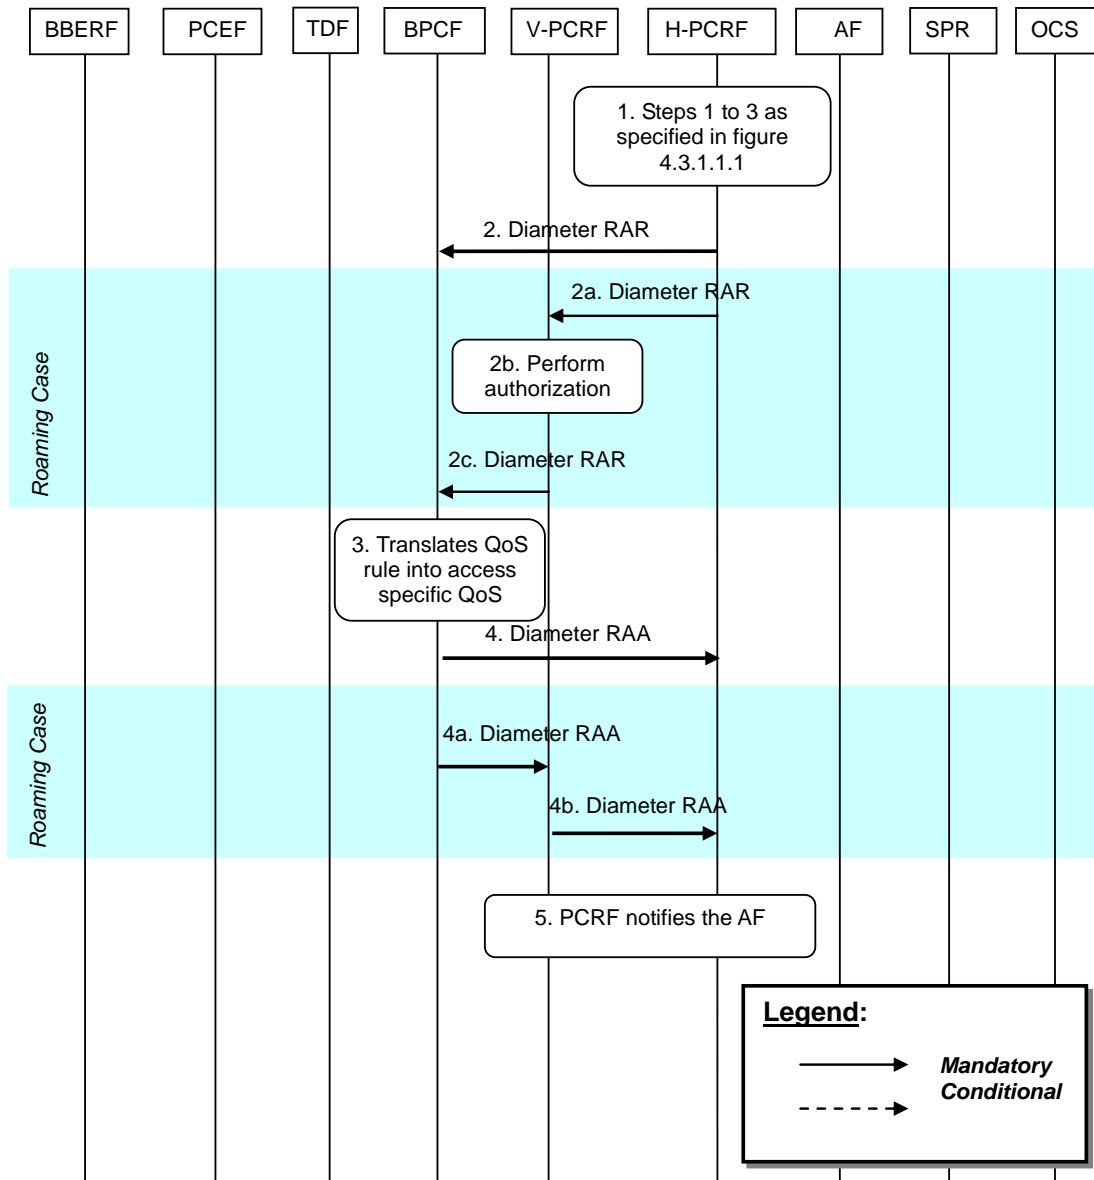 BBERF
PCEF
TDF
BPCF
V-PCRF
H-PCRF
AF
SPR
OCS
1. Steps 1 to 3 as
specified in figure
4.3.1.1.1
2. Diameter RAR
Roaming Case
2a. Diameter RAR
2b. Perform
authorization
2c. Diameter RAR
3. Translates QoS
rule into access
specific QoS
4. Diameter RAA
Roaming Case
4a. Diameter RAA
4b. Diameter RAA
5. PCRF notifies the AF
Legend:
Mandatory
Conditional